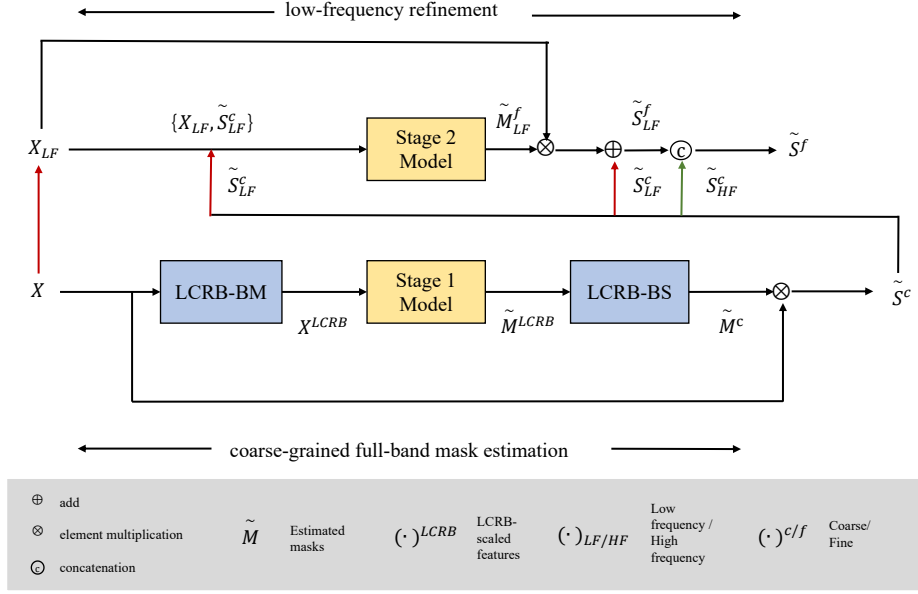 low-frequency refinement
{X_LF, S̃^c_LF}
M̃^f_LF
S̃^f_LF
X_LF
Stage 2
Model
S̃^f
S̃^c_LF
S̃^c_LF
S̃^c_HF
X
LCRB-BM
X^LCRB
Stage 1
Model
M̃^LCRB
LCRB-BS
M̃^c
S̃^c
coarse-grained full-band mask estimation
⊕ add
⊗ element multiplication
ⓒ concatenation
M̃
Estimated
masks
(·)^LCRB
LCRB-
scaled
features
(·)_LF/HF
Low
frequency /
High
frequency
(·)^c/f
Coarse/
Fine